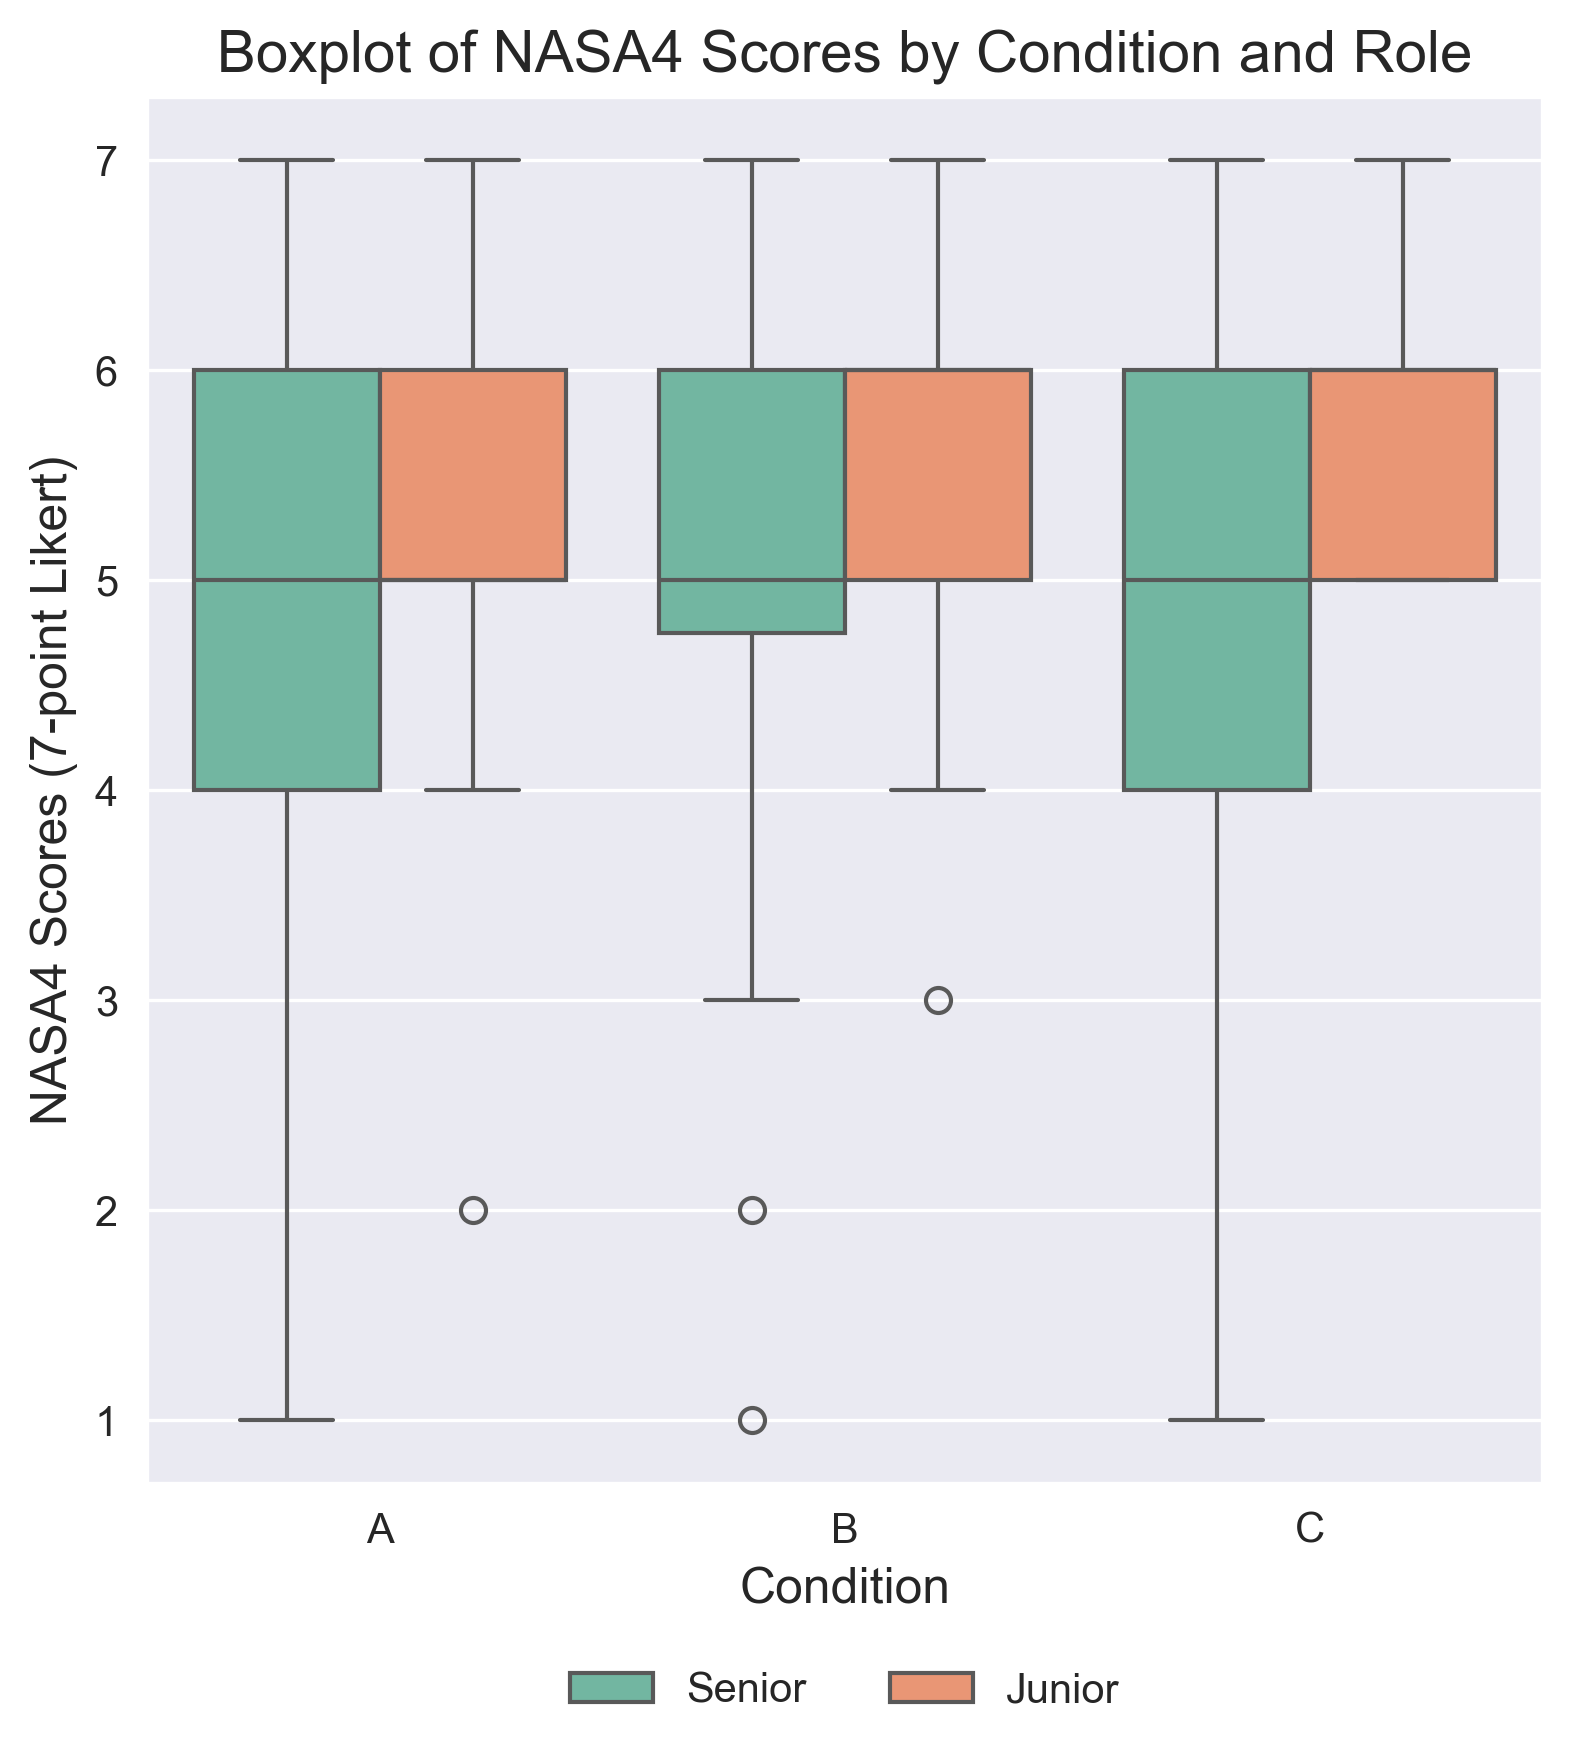 Boxplot of NASA4 Scores by Condition and Role
NASA4 Scores (7-point Likert)
7
6
5
4
3
2
1
A
B
C
Condition
Senior
Junior